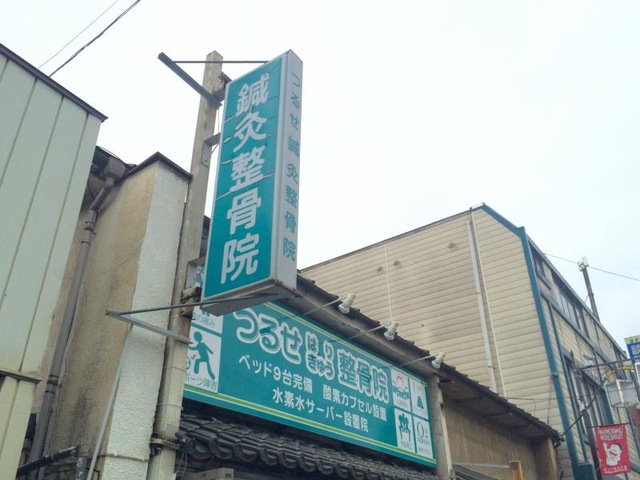 鍼灸整骨院
つるせ鍼灸整骨院
つるせはりきゅう整骨院
ベッド9台完備 酸素カプセル設置
水素水サーバー設置院